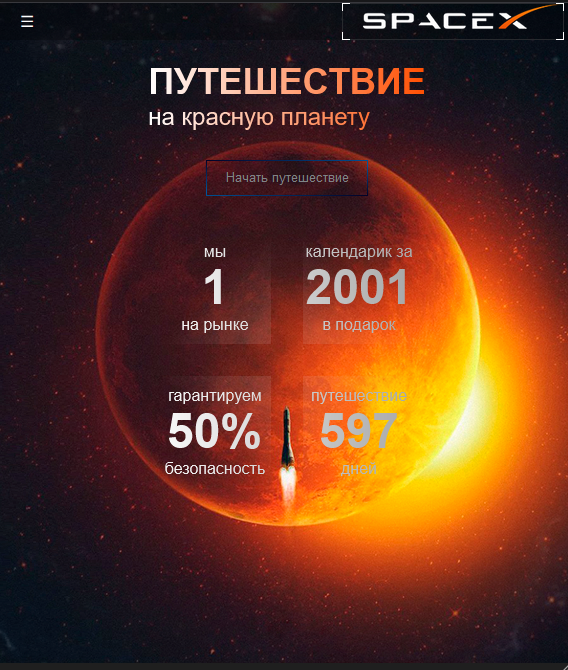 ☰
SPACEX
ПУТЕШЕСТВИЕ
на красную планету
Начать путешествие
мы
1
на рынке
календарик за
2001
в подарок
гарантируем
50%
безопасность
путешествие
597
дней